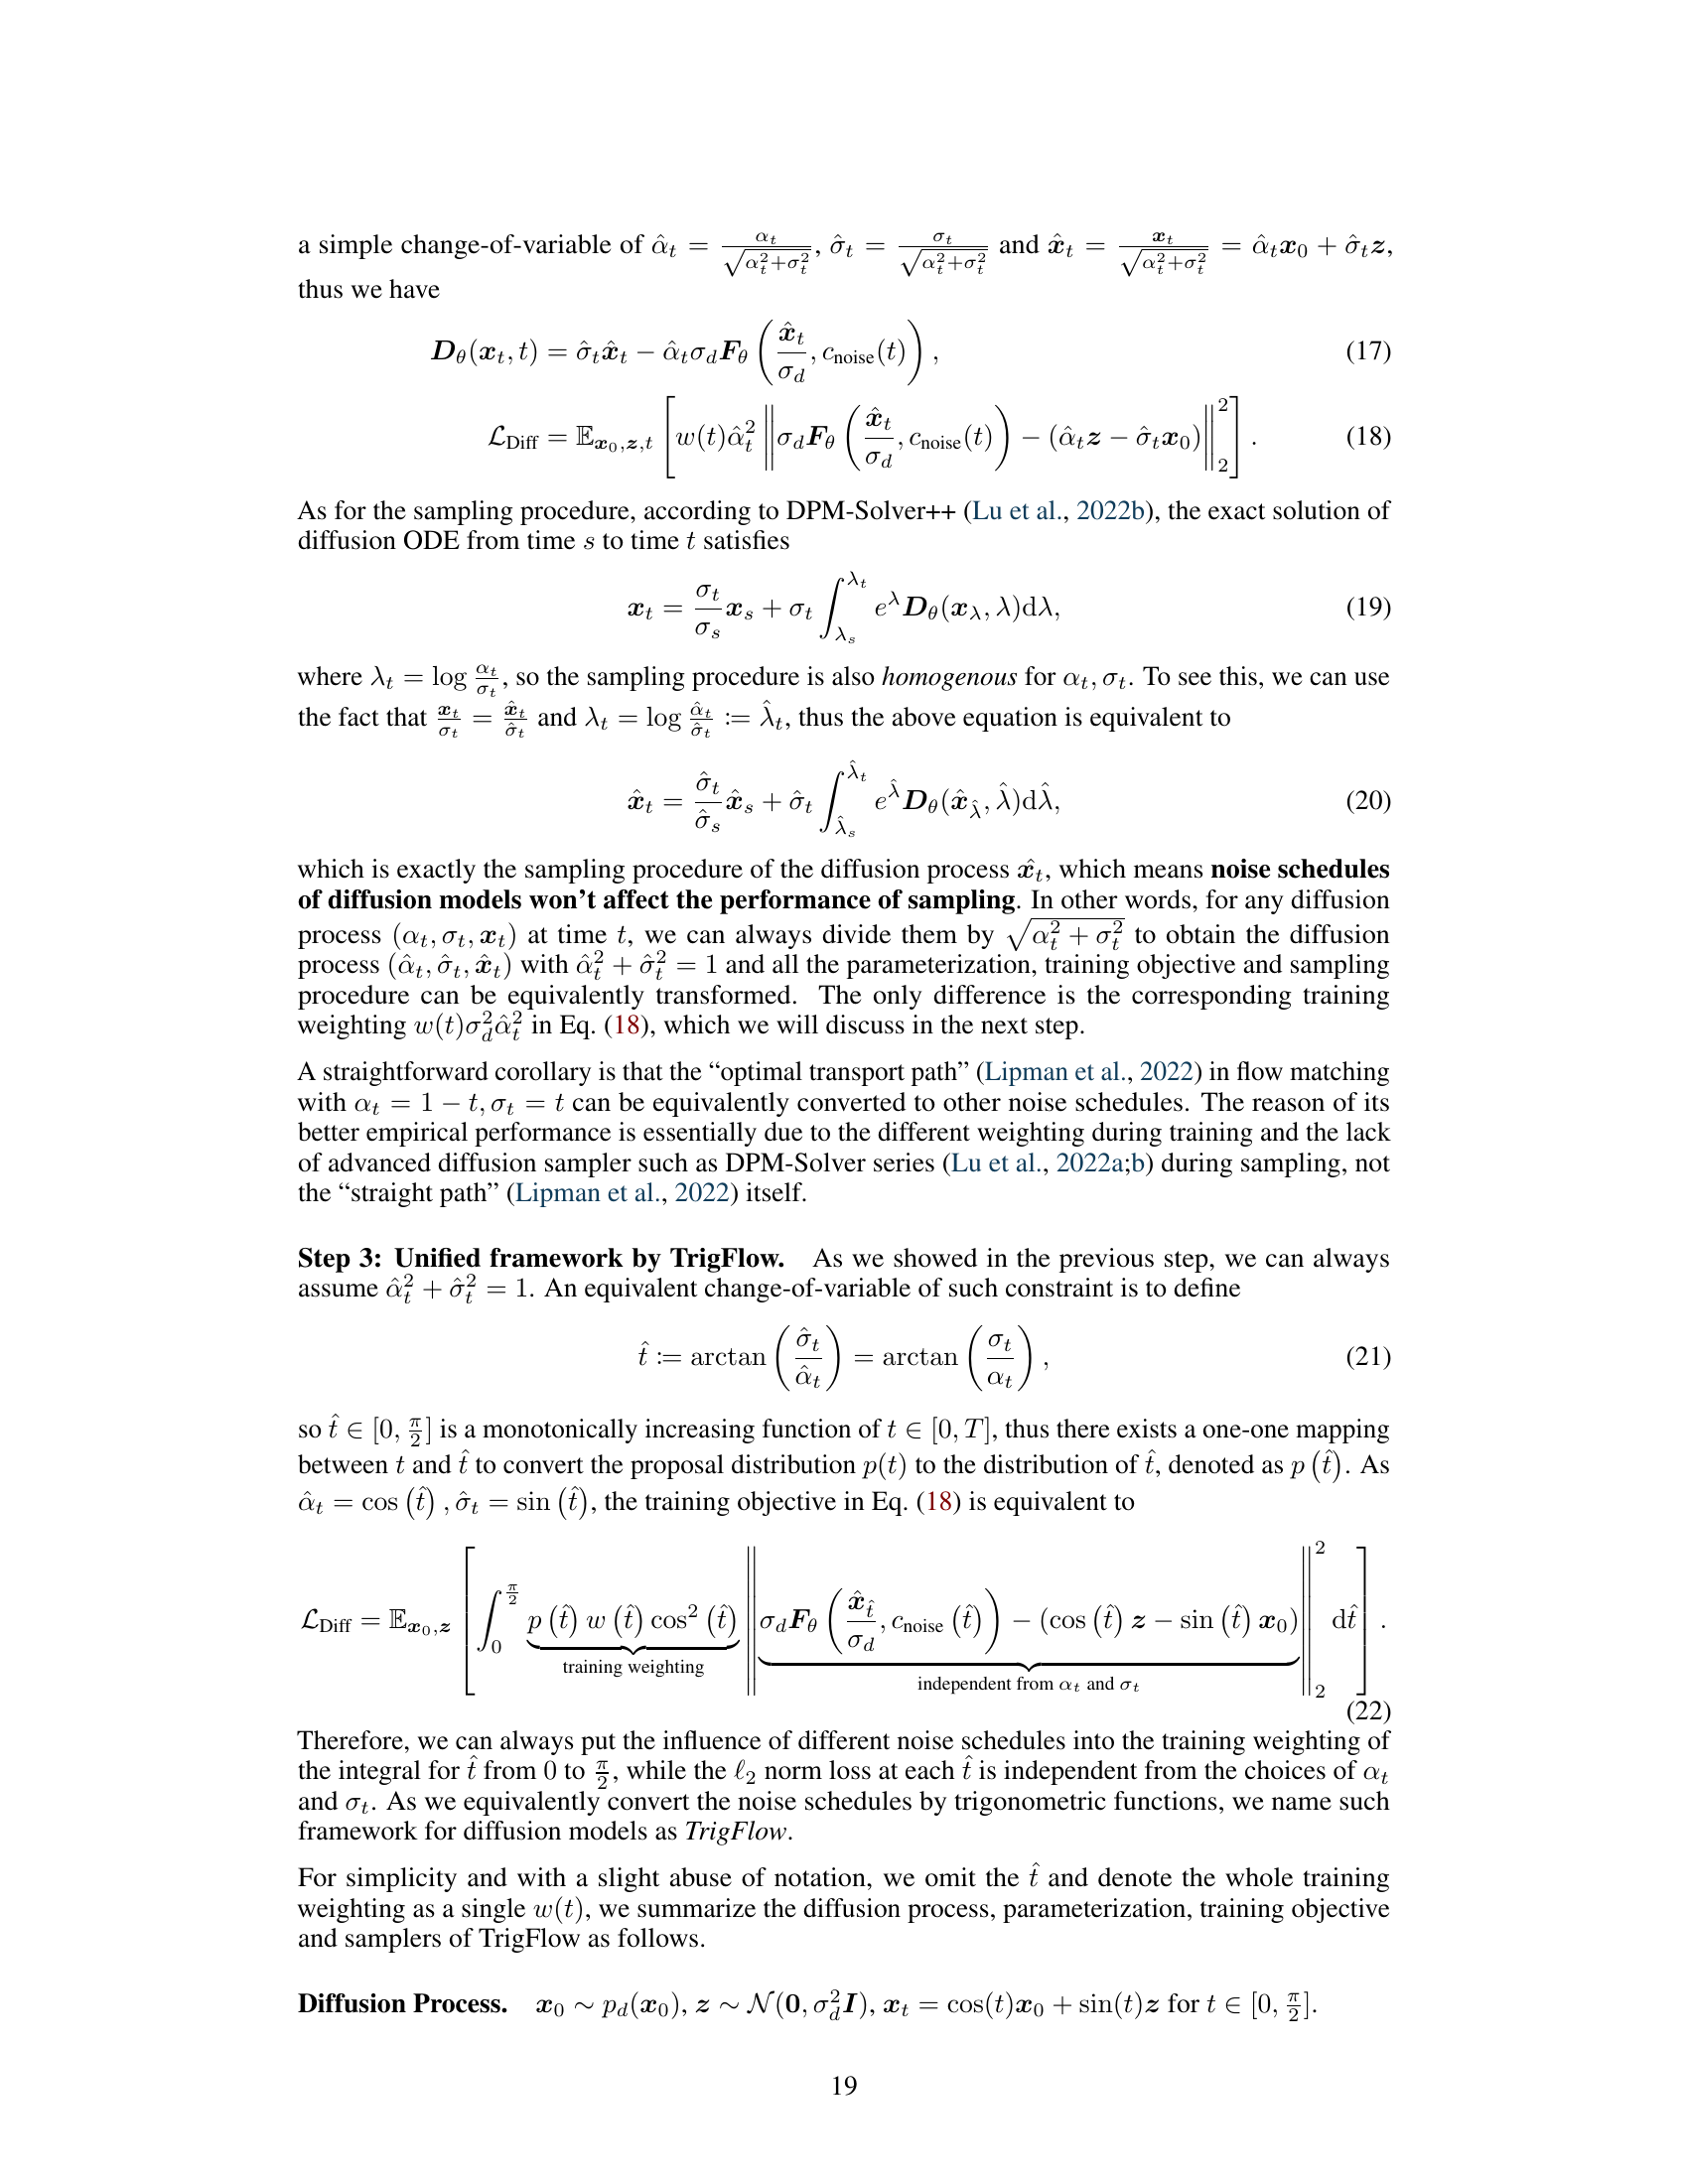 a simple change-of-variable of $\hat{\alpha}_t = \frac{\alpha_t}{\sqrt{\alpha_t^2+\sigma_t^2}}$, $\hat{\sigma}_t = \frac{\sigma_t}{\sqrt{\alpha_t^2+\sigma_t^2}}$ and $\hat{\boldsymbol{x}}_t = \frac{\boldsymbol{x}_t}{\sqrt{\alpha_t^2+\sigma_t^2}} = \hat{\alpha}_t\boldsymbol{x}_0 + \hat{\sigma}_t\boldsymbol{z}$,
thus we have
$\boldsymbol{D}_\theta(\boldsymbol{x}_t, t) = \hat{\sigma}_t\hat{\boldsymbol{x}}_t - \hat{\alpha}_t\sigma_d\boldsymbol{F}_\theta\left(\frac{\hat{\boldsymbol{x}}_t}{\sigma_d}, c_{\text{noise}}(t)\right),$ (17)
$\mathcal{L}_{\text{Diff}} = \mathbb{E}_{\boldsymbol{x}_0,\boldsymbol{z},t}\left[w(t)\hat{\alpha}_t^2\left\|\sigma_d\boldsymbol{F}_\theta\left(\frac{\hat{\boldsymbol{x}}_t}{\sigma_d}, c_{\text{noise}}(t)\right) - (\hat{\alpha}_t\boldsymbol{z} - \hat{\sigma}_t\boldsymbol{x}_0)\right\|_2^2\right].$ (18)
As for the sampling procedure, according to DPM-Solver++ (Lu et al., 2022b), the exact solution of
diffusion ODE from time $s$ to time $t$ satisfies
$\boldsymbol{x}_t = \frac{\sigma_t}{\sigma_s}\boldsymbol{x}_s + \sigma_t\int_{\lambda_s}^{\lambda_t} e^\lambda \boldsymbol{D}_\theta(\boldsymbol{x}_\lambda, \lambda)\mathrm{d}\lambda,$ (19)
where $\lambda_t = \log\frac{\alpha_t}{\sigma_t}$, so the sampling procedure is also homogenous for $\alpha_t, \sigma_t$. To see this, we can use
the fact that $\frac{\boldsymbol{x}_t}{\sigma_t} = \frac{\hat{\boldsymbol{x}}_t}{\hat{\sigma}_t}$ and $\lambda_t = \log\frac{\hat{\alpha}_t}{\hat{\sigma}_t} := \hat{\lambda}_t$, thus the above equation is equivalent to
$\hat{\boldsymbol{x}}_t = \frac{\hat{\sigma}_t}{\hat{\sigma}_s}\hat{\boldsymbol{x}}_s + \hat{\sigma}_t\int_{\hat{\lambda}_s}^{\hat{\lambda}_t} e^{\hat{\lambda}} \boldsymbol{D}_\theta(\hat{\boldsymbol{x}}_{\hat{\lambda}}, \hat{\lambda})\mathrm{d}\hat{\lambda},$ (20)
which is exactly the sampling procedure of the diffusion process $\hat{\boldsymbol{x}}_t$, which means noise schedules
of diffusion models won't affect the performance of sampling. In other words, for any diffusion
process $(\alpha_t, \sigma_t, \boldsymbol{x}_t)$ at time $t$, we can always divide them by $\sqrt{\alpha_t^2 + \sigma_t^2}$ to obtain the diffusion
process $(\hat{\alpha}_t, \hat{\sigma}_t, \hat{\boldsymbol{x}}_t)$ with $\hat{\alpha}_t^2 + \hat{\sigma}_t^2 = 1$ and all the parameterization, training objective and sampling
procedure can be equivalently transformed. The only difference is the corresponding training
weighting $w(t)\sigma_d^2\hat{\alpha}_t^2$ in Eq. (18), which we will discuss in the next step.
A straightforward corollary is that the “optimal transport path” (Lipman et al., 2022) in flow matching
with $\alpha_t = 1 - t, \sigma_t = t$ can be equivalently converted to other noise schedules. The reason of its
better empirical performance is essentially due to the different weighting during training and the lack
of advanced diffusion sampler such as DPM-Solver series (Lu et al., 2022a;b) during sampling, not
the “straight path” (Lipman et al., 2022) itself.
Step 3: Unified framework by TrigFlow. As we showed in the previous step, we can always
assume $\hat{\alpha}_t^2 + \hat{\sigma}_t^2 = 1$. An equivalent change-of-variable of such constraint is to define
$\hat{t} := \arctan\left(\frac{\hat{\sigma}_t}{\hat{\alpha}_t}\right) = \arctan\left(\frac{\sigma_t}{\alpha_t}\right),$ (21)
so $\hat{t} \in [0, \frac{\pi}{2}]$ is a monotonically increasing function of $t \in [0, T]$, thus there exists a one-one mapping
between $t$ and $\hat{t}$ to convert the proposal distribution $p(t)$ to the distribution of $\hat{t}$, denoted as $p(\hat{t})$. As
$\hat{\alpha}_t = \cos(\hat{t}), \hat{\sigma}_t = \sin(\hat{t})$, the training objective in Eq. (18) is equivalent to
$\mathcal{L}_{\text{Diff}} = \mathbb{E}_{\boldsymbol{x}_0,\boldsymbol{z}}\left[\int_0^{\frac{\pi}{2}} \underbrace{p(\hat{t})w(\hat{t})\cos^2(\hat{t})}_{\text{training weighting}}\left\|\underbrace{\sigma_d\boldsymbol{F}_\theta\left(\frac{\hat{\boldsymbol{x}}_{\hat{t}}}{\sigma_d}, c_{\text{noise}}(\hat{t})\right) - (\cos(\hat{t})\boldsymbol{z} - \sin(\hat{t})\boldsymbol{x}_0)}_{\text{independent from } \alpha_t \text{ and } \sigma_t}\right\|_2^2 \mathrm{d}\hat{t}\right].$ (22)
Therefore, we can always put the influence of different noise schedules into the training weighting of
the integral for $\hat{t}$ from $0$ to $\frac{\pi}{2}$, while the $\ell_2$ norm loss at each $\hat{t}$ is independent from the choices of $\alpha_t$
and $\sigma_t$. As we equivalently convert the noise schedules by trigonometric functions, we name such
framework for diffusion models as TrigFlow.
For simplicity and with a slight abuse of notation, we omit the $\hat{t}$ and denote the whole training
weighting as a single $w(t)$, we summarize the diffusion process, parameterization, training objective
and samplers of TrigFlow as follows.
Diffusion Process. $\boldsymbol{x}_0 \sim p_d(\boldsymbol{x}_0), \boldsymbol{z} \sim \mathcal{N}(\boldsymbol{0}, \sigma_d^2\boldsymbol{I}), \boldsymbol{x}_t = \cos(t)\boldsymbol{x}_0 + \sin(t)\boldsymbol{z}$ for $t \in [0, \frac{\pi}{2}]$.
19